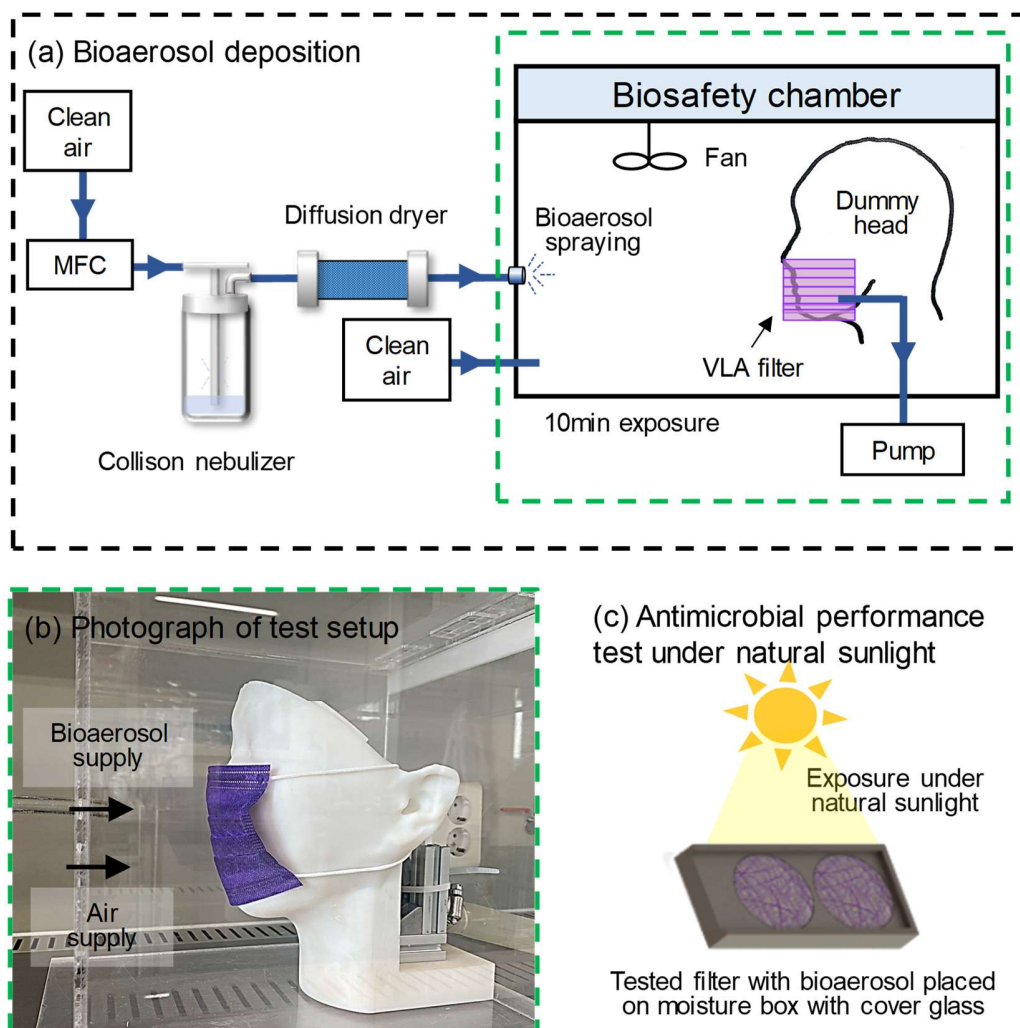 (a) Bioaerosol deposition
Clean
air
MFC
Collison nebulizer
Diffusion dryer
Clean
air
Biosafety chamber
Fan
Bioaerosol
spraying
Dummy
head
VLA filter
10min exposure
Pump
(b) Photograph of test setup
Bioaerosol
supply
Air
supply
(c) Antimicrobial performance
test under natural sunlight
Exposure under
natural sunlight
Tested filter with bioaerosol placed
on moisture box with cover glass